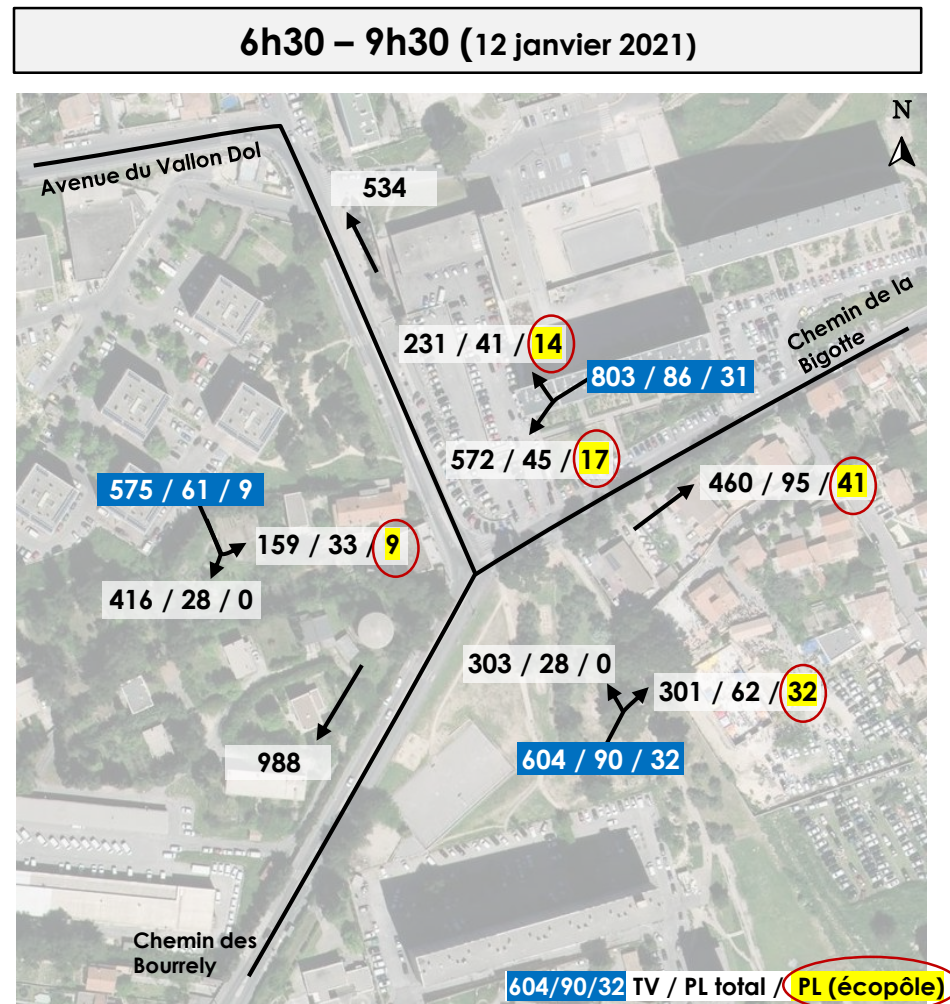 6h30 – 9h30 (12 janvier 2021)
N
Avenue du Vallon Dol
534
Chemin de la
Bigotte
231 / 41 / 14
803 / 86 / 31
572 / 45 / 17
460 / 95 / 41
575 / 61 / 9
159 / 33 / 9
416 / 28 / 0
303 / 28 / 0
301 / 62 / 32
604 / 90 / 32
988
Chemin des
Bourrely
604/90/32 TV / PL total / PL (écopôle)